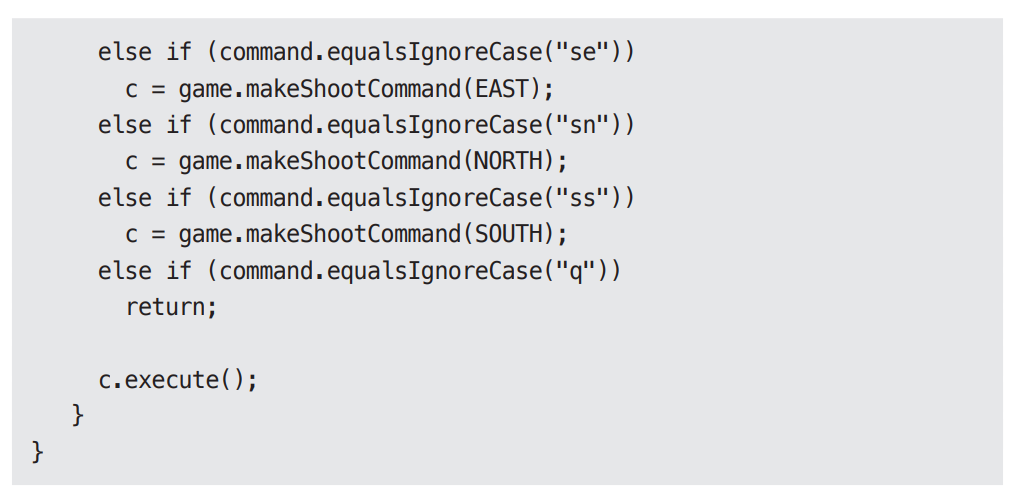 else if (command.equalsIgnoreCase("se"))
c = game.makeShootCommand(EAST);
else if (command.equalsIgnoreCase("sn"))
c = game.makeShootCommand(NORTH);
else if (command.equalsIgnoreCase("ss"))
c = game.makeShootCommand(SOUTH);
else if (command.equalsIgnoreCase("q"))
return;
c.execute();
}
}